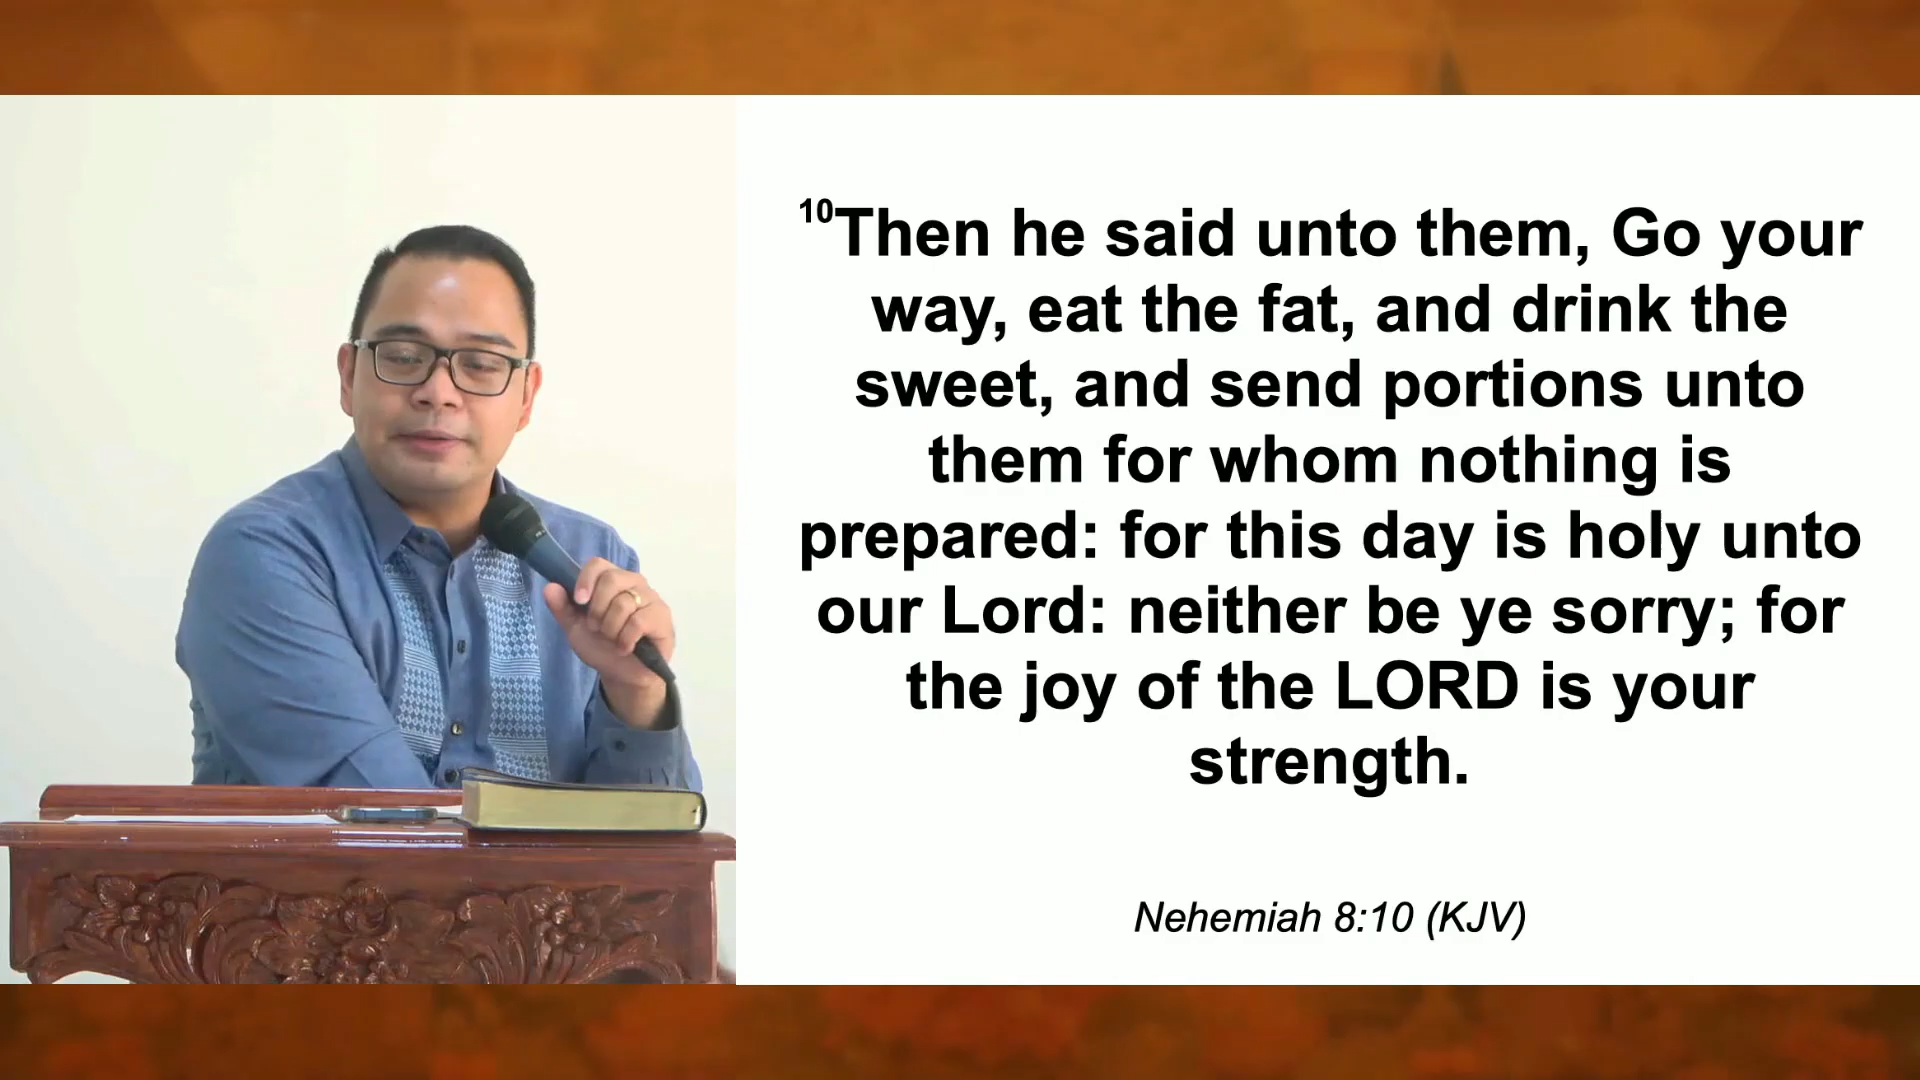 10Then he said unto them, Go your
way, eat the fat, and drink the
sweet, and send portions unto
them for whom nothing is
prepared: for this day is holy unto
our Lord: neither be ye sorry; for
the joy of the LORD is your
strength.
Nehemiah 8:10 (KJV)